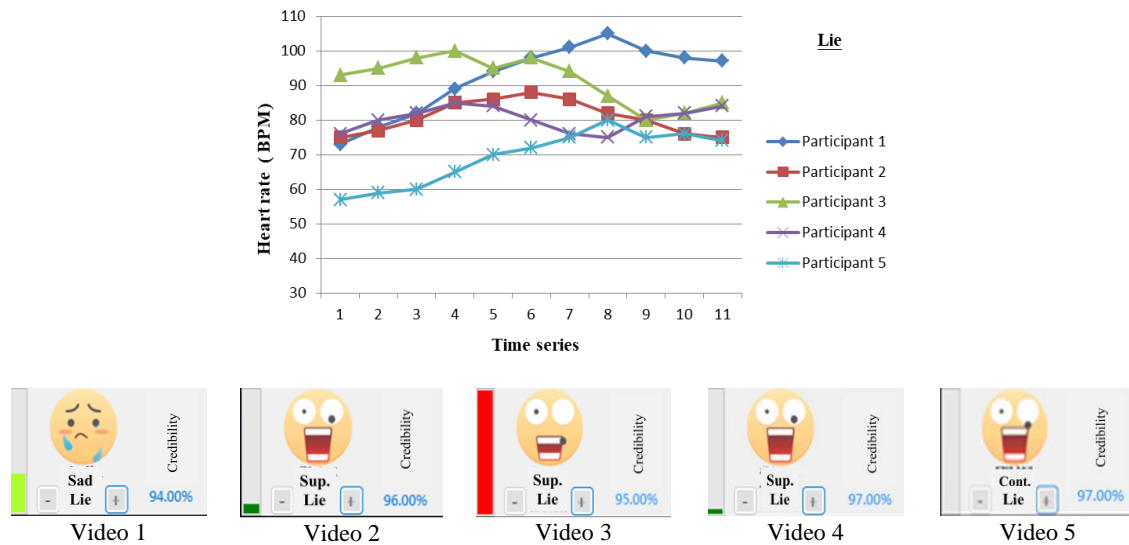 Lie
110
100
90
80
70
60
50
40
30
Heart rate ( BPM)
1 2 3 4 5 6 7 8 9 10 11
Time series
Participant 1
Participant 2
Participant 3
Participant 4
Participant 5
Sad
Lie
- +
Credibility
94.00%
Video 1
Sup.
Lie
- +
Credibility
96.00%
Video 2
Sup.
Lie
- +
Credibility
95.00%
Video 3
Sup.
Lie
- +
Credibility
97.00%
Video 4
Cont.
Lie
- +
Credibility
97.00%
Video 5